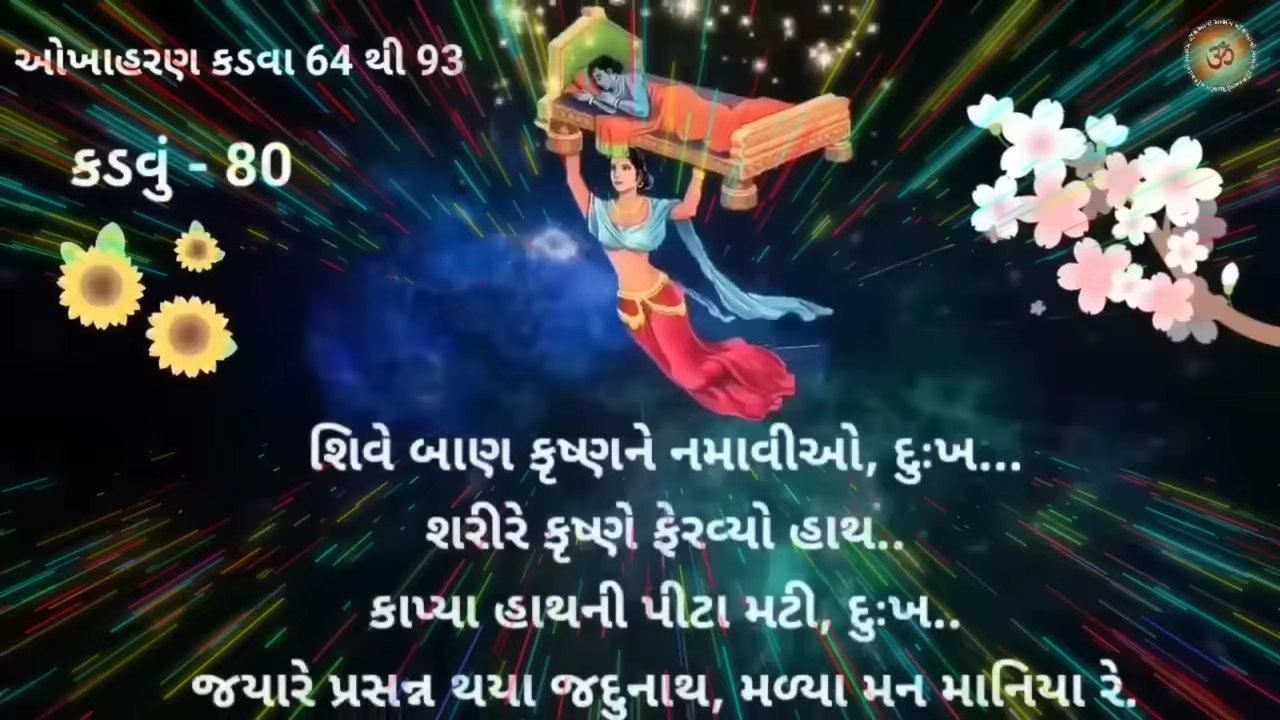 ઓખાહરણ કડવા 64 થી 93
કડવું - 80
શિવે બાણ કૃષ્ણને નમાવીઓ, દુઃખ...
શરીરે કૃષ્ણે ફેરવ્યો હાથ..
કાપ્યા હાથની પીટા મટી, દુઃખ..
જયારે પ્રસન્ન થયા જદુનાથ, મળ્યા મન માનિયા રે.
ૐ